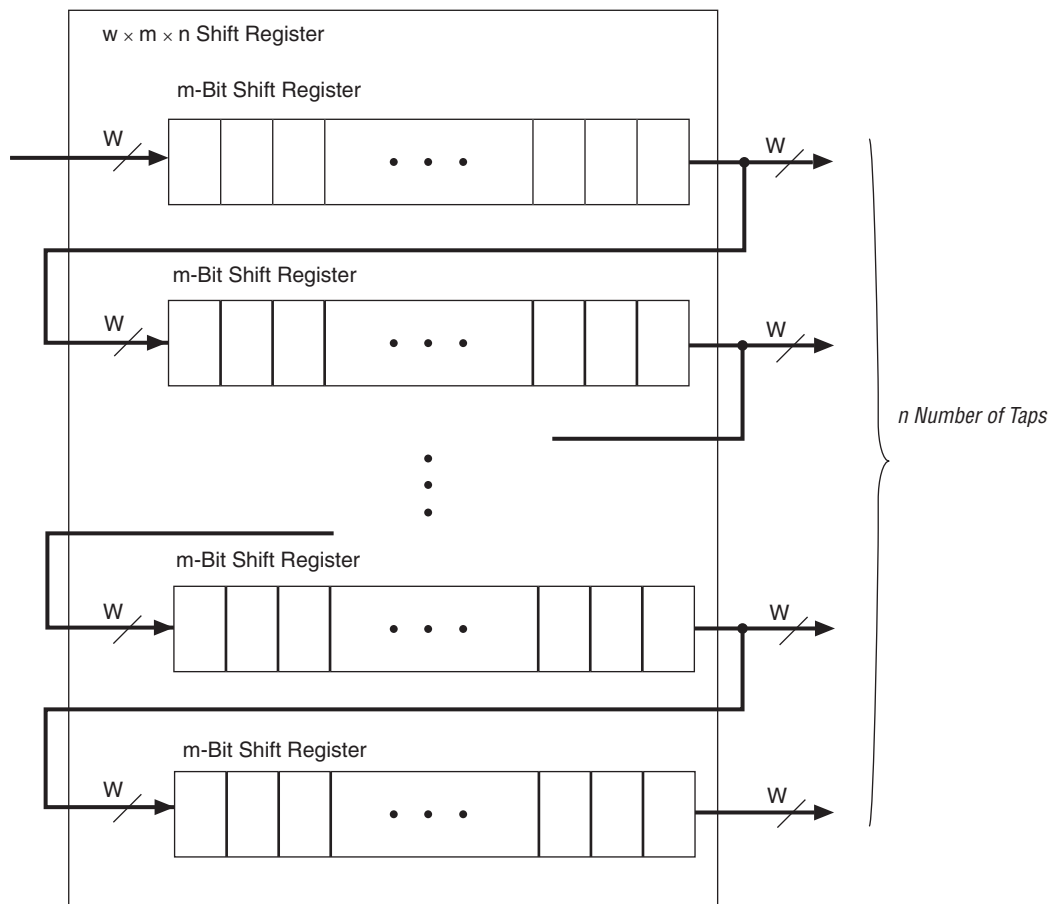 w × m × n Shift Register
m-Bit Shift Register
W
W
m-Bit Shift Register
W
W
n Number of Taps
m-Bit Shift Register
W
W
m-Bit Shift Register
W
W